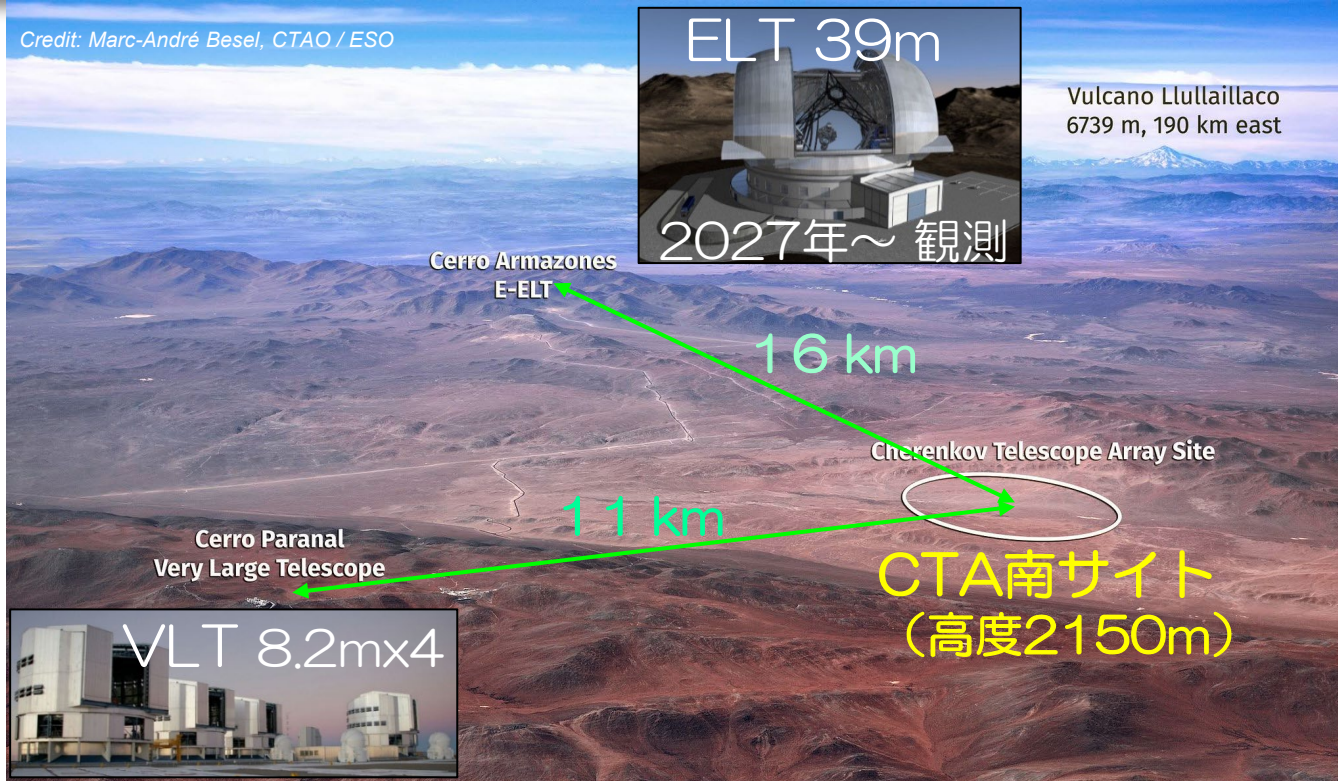 Credit: Marc-André Besel, CTAO / ESO
ELT 39m
2027年～ 観測
Vulcano Llullaillaco
6739 m, 190 km east
Cerro Armazones
E-ELT
16 km
Cherenkov Telescope Array Site
11 km
CTA南サイト
（高度2150m）
Cerro Paranal
Very Large Telescope
VLT 8.2mx4